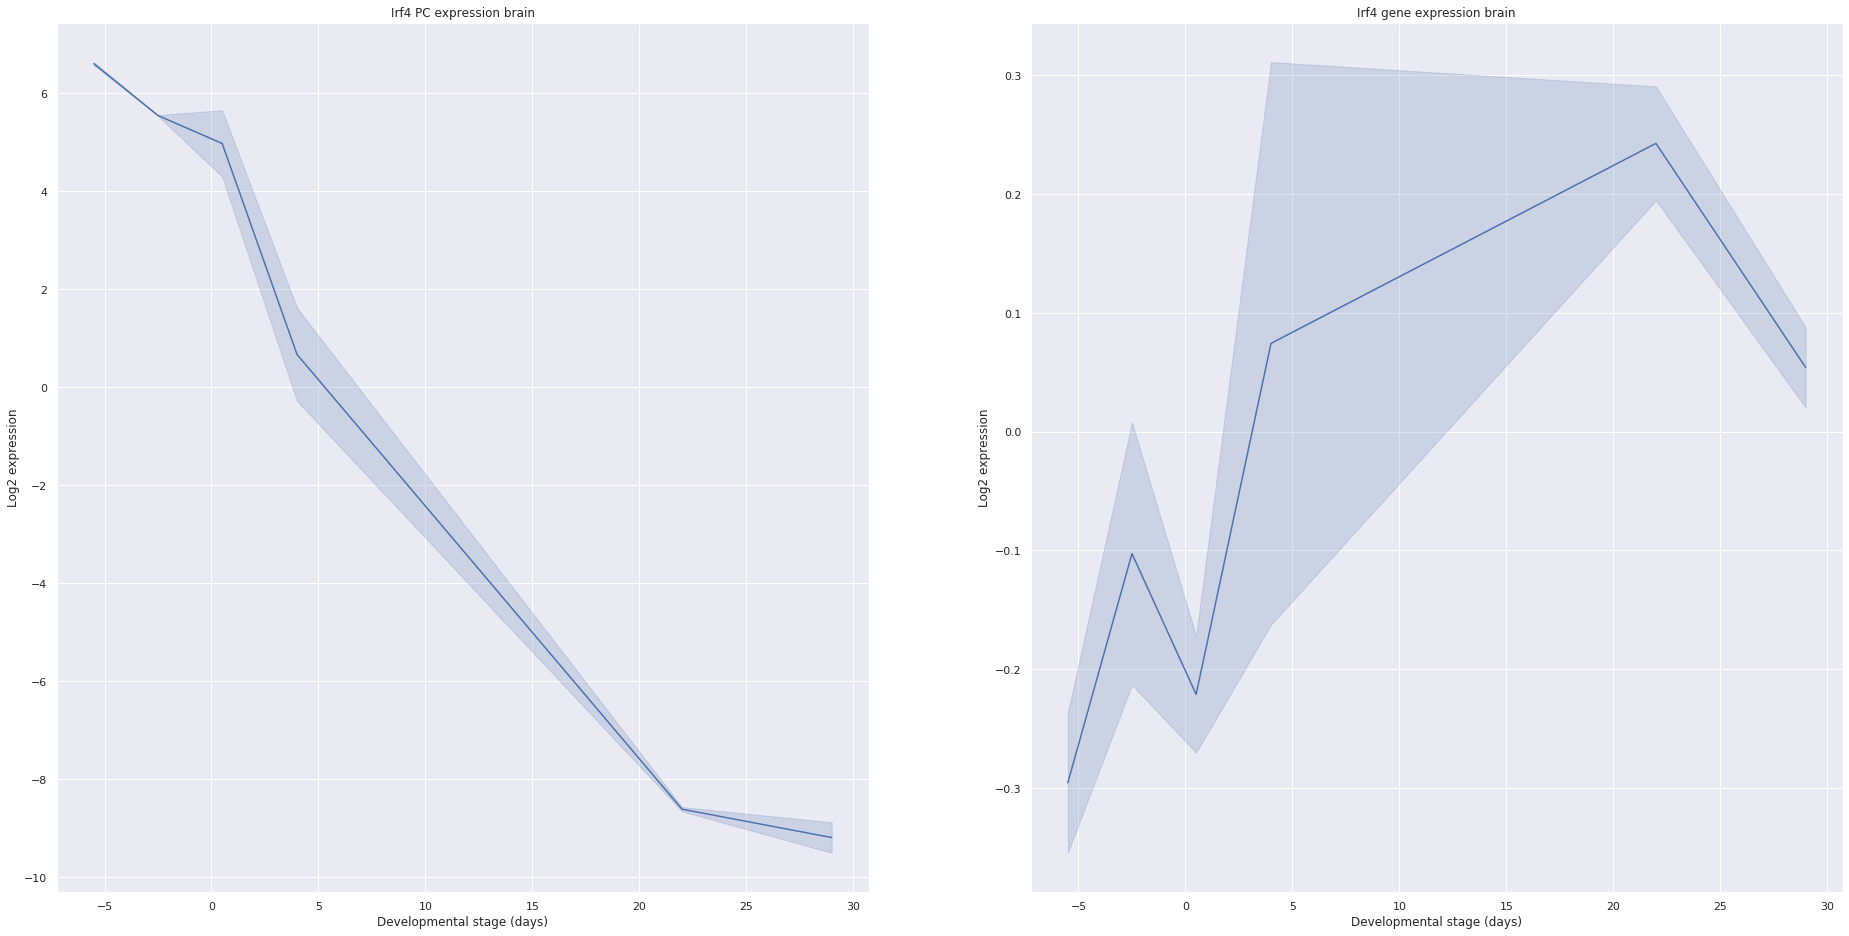 Irf4 PC expression brain
Log2 expression
6
4
2
0
−2
−4
−6
−8
−10
−5 0 5 10 15 20 25 30
Developmental stage (days)
Irf4 gene expression brain
Log2 expression
0.3
0.2
0.1
0.0
−0.1
−0.2
−0.3
−5 0 5 10 15 20 25 30
Developmental stage (days)